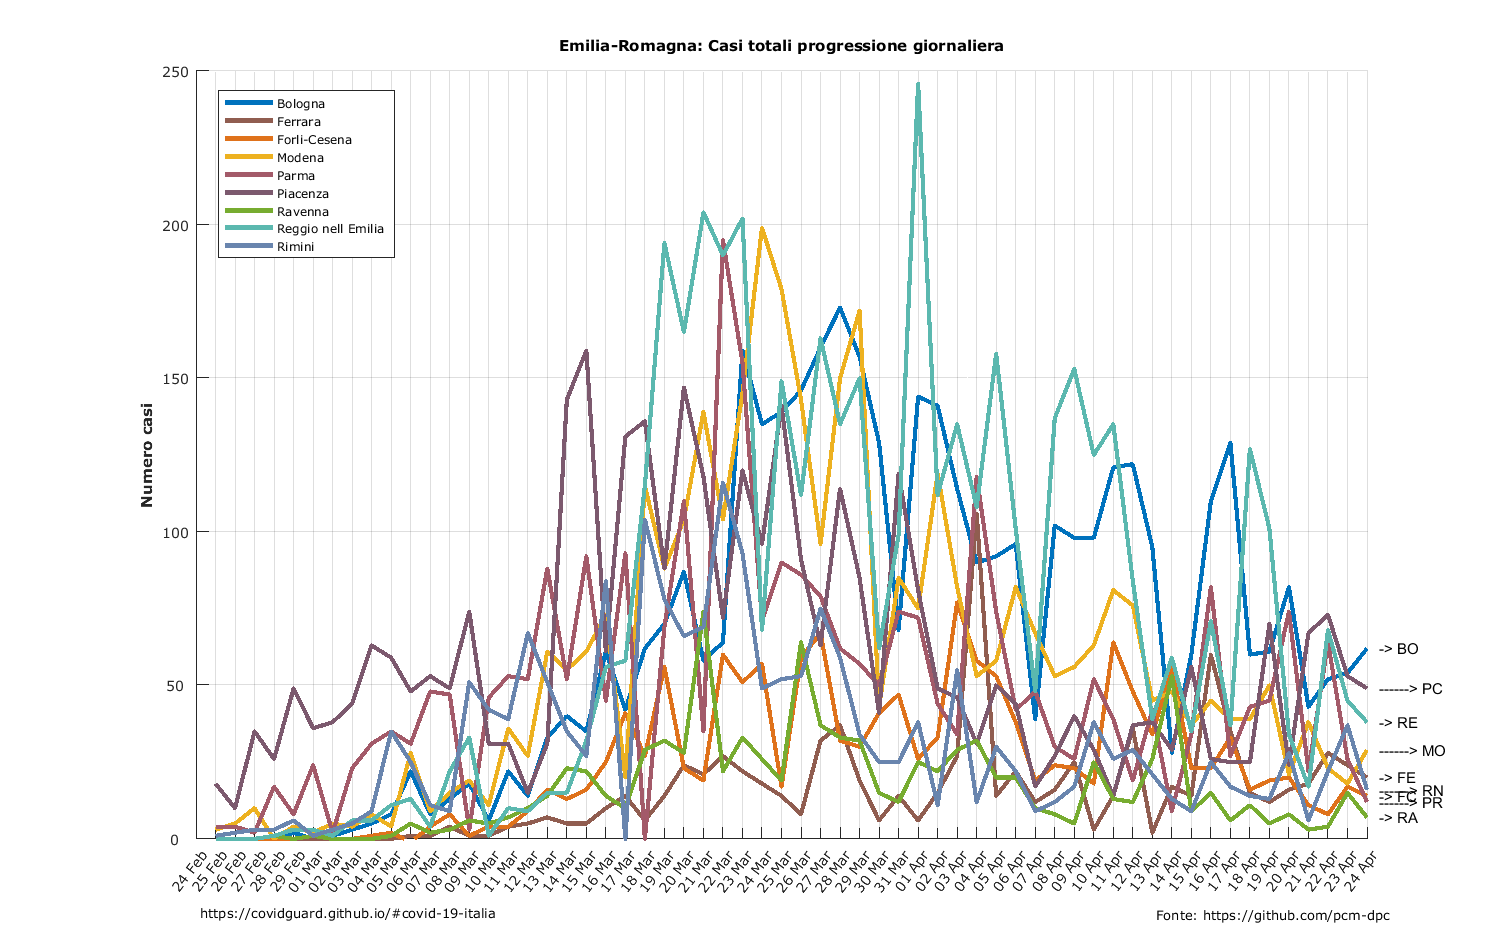 Emilia-Romagna: Casi totali progressione giornaliera
Numero casi
250
200
150
100
50
0
Bologna
Ferrara
Forlì-Cesena
Modena
Parma
Piacenza
Ravenna
Reggio nell Emilia
Rimini
-> BO
------> PC
-> RE
------> MO
-> FE
------> RN
-> FC
------> PR
-> RA
24 Feb
25 Feb
26 Feb
27 Feb
28 Feb
29 Feb
01 Mar
02 Mar
03 Mar
04 Mar
05 Mar
06 Mar
07 Mar
08 Mar
09 Mar
10 Mar
11 Mar
12 Mar
13 Mar
14 Mar
15 Mar
16 Mar
17 Mar
18 Mar
19 Mar
20 Mar
21 Mar
22 Mar
23 Mar
24 Mar
25 Mar
26 Mar
27 Mar
28 Mar
29 Mar
30 Mar
31 Mar
01 Apr
02 Apr
03 Apr
04 Apr
05 Apr
06 Apr
07 Apr
08 Apr
09 Apr
10 Apr
11 Apr
12 Apr
13 Apr
14 Apr
15 Apr
16 Apr
17 Apr
18 Apr
19 Apr
20 Apr
21 Apr
22 Apr
23 Apr
24 Apr
https://covidguard.github.io/#covid-19-italia
Fonte: https://github.com/pcm-dpc